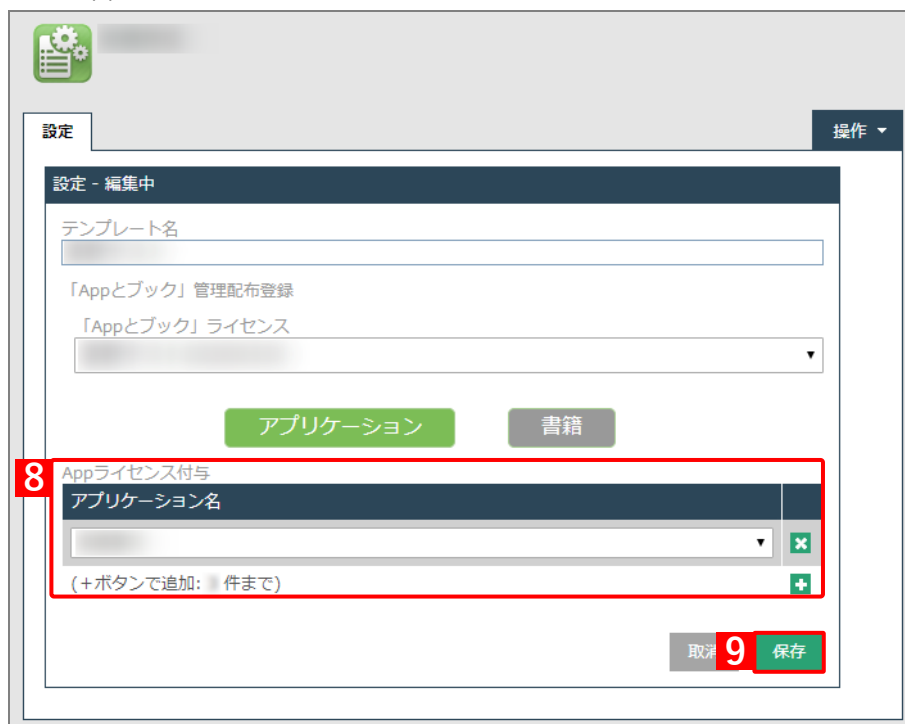 設定
操作
設定 - 編集中
テンプレート名
「Appとブック」管理配布登録
「Appとブック」ライセンス
アプリケーション 書籍
8
Appライセンス付与
アプリケーション名
(+ボタンで追加: 件まで)
取消 9 保存